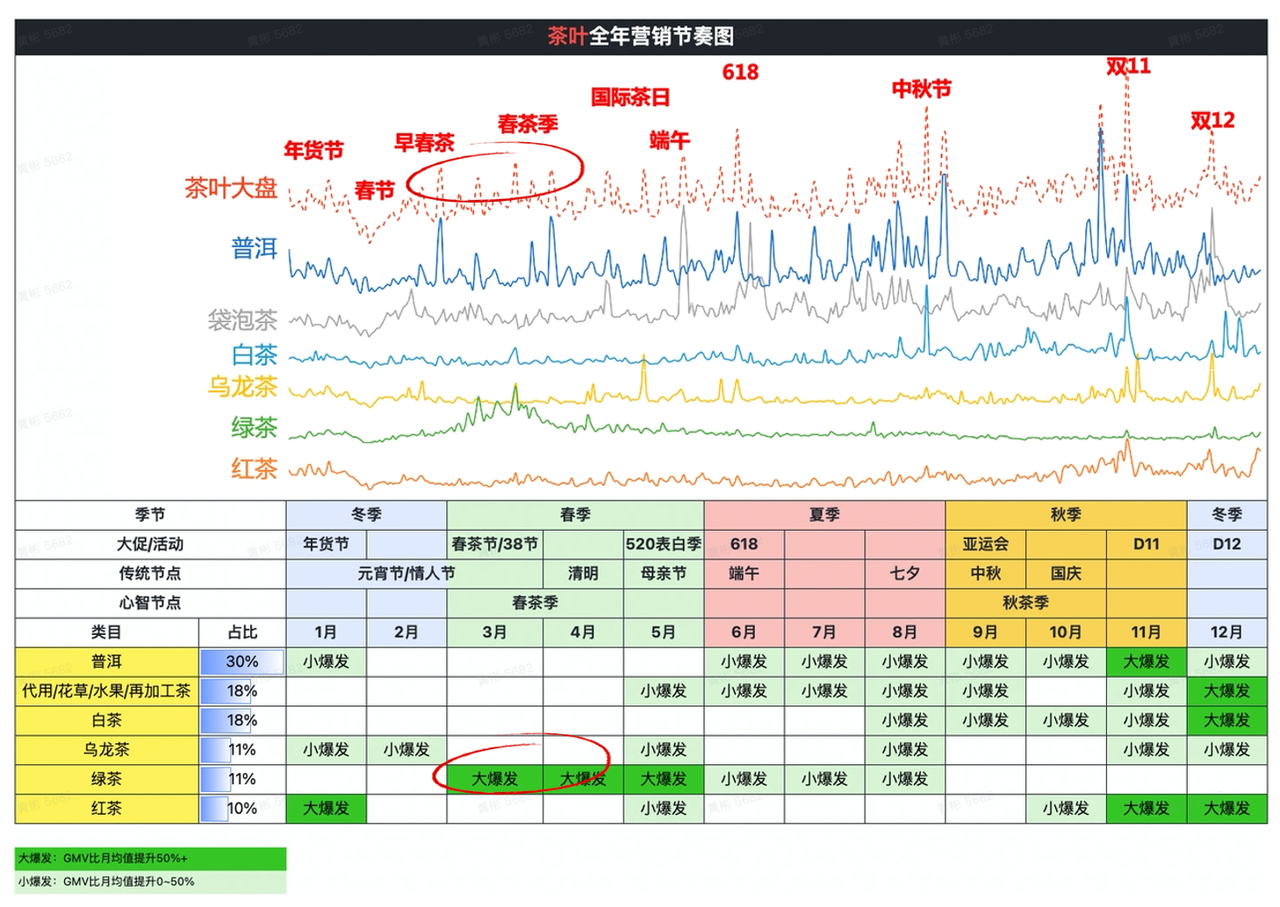 茶叶全年营销节奏图
618
双11
中秋节
国际茶日
双12
春茶季
早春茶
端午
年货节
春节
茶叶大盘
普洱
袋泡茶
白茶
乌龙茶
绿茶
红茶
季节 冬季 春季 夏季 秋季 冬季
大促/活动 年货节 春茶节/38节 520表白季 618 亚运会 D11 D12
传统节点 元宵节/情人节 清明 母亲节 端午 七夕 中秋 国庆
心智节点 春茶季 秋茶季
类目 占比 1月 2月 3月 4月 5月 6月 7月 8月 9月 10月 11月 12月
普洱 30% 小爆发 小爆发 小爆发 小爆发 小爆发 小爆发 大爆发 小爆发
代用/花草/水果/再加工茶 18% 小爆发 小爆发 小爆发 小爆发 小爆发 小爆发 大爆发
白茶 18% 小爆发 小爆发 小爆发 小爆发 大爆发
乌龙茶 11% 小爆发 小爆发 小爆发 小爆发 小爆发 小爆发
绿茶 11% 大爆发 大爆发 大爆发 小爆发 小爆发 小爆发
红茶 10% 大爆发 小爆发 小爆发 大爆发 大爆发
大爆发：GMV比月均值提升50%+
小爆发：GMV比月均值提升0~50%
黄彬 5682